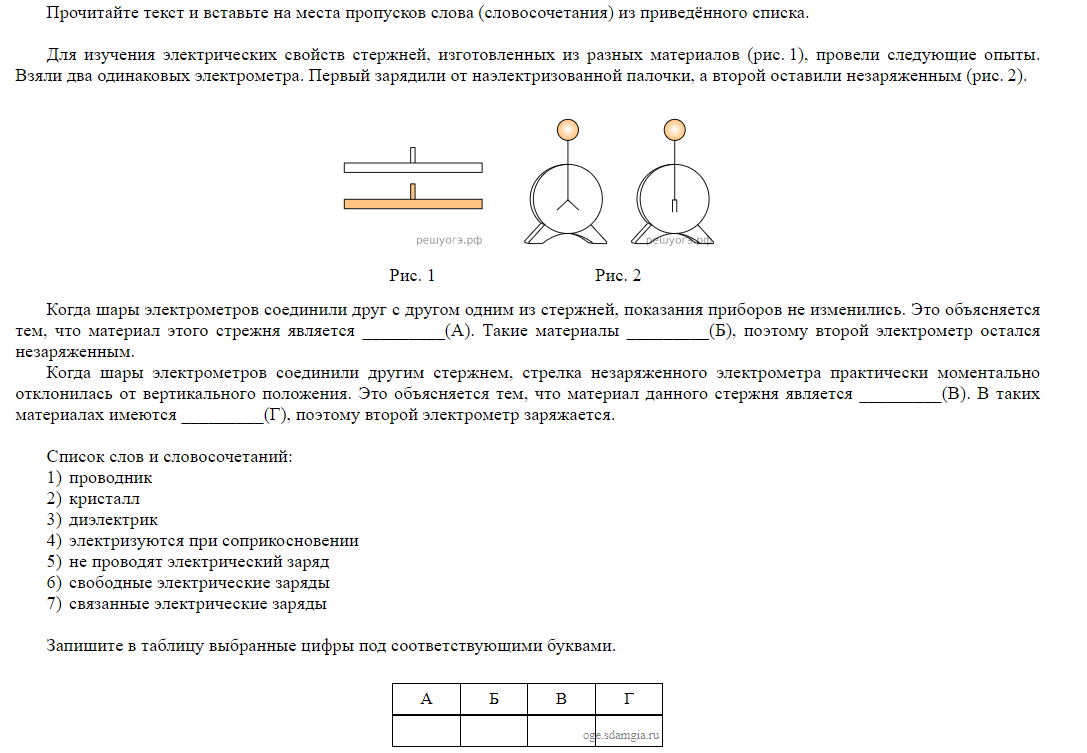 Прочитайте текст и вставьте на места пропусков слова (словосочетания) из приведённого списка.
Для изучения электрических свойств стержней, изготовленных из разных материалов (рис. 1), провели следующие опыты.
Взяли два одинаковых электрометра. Первый зарядили от наэлектризованной палочки, а второй оставили незаряженным (рис. 2).
решуогэ.рф
решуогэ.рф
Рис. 1
Рис. 2
Когда шары электрометров соединили друг с другом одним из стержней, показания приборов не изменились. Это объясняется
тем, что материал этого стрежня является _________(А). Такие материалы _________(Б), поэтому второй электрометр остался
незаряженным.
Когда шары электрометров соединили другим стержнем, стрелка незаряженного электрометра практически моментально
отклонилась от вертикального положения. Это объясняется тем, что материал данного стержня является _________(В). В таких
материалах имеются _________(Г), поэтому второй электрометр заряжается.
Список слов и словосочетаний:
1) проводник
2) кристалл
3) диэлектрик
4) электризуются при соприкосновении
5) не проводят электрический заряд
6) свободные электрические заряды
7) связанные электрические заряды
Запишите в таблицу выбранные цифры под соответствующими буквами.
А Б В Г
oge.sdamgia.ru